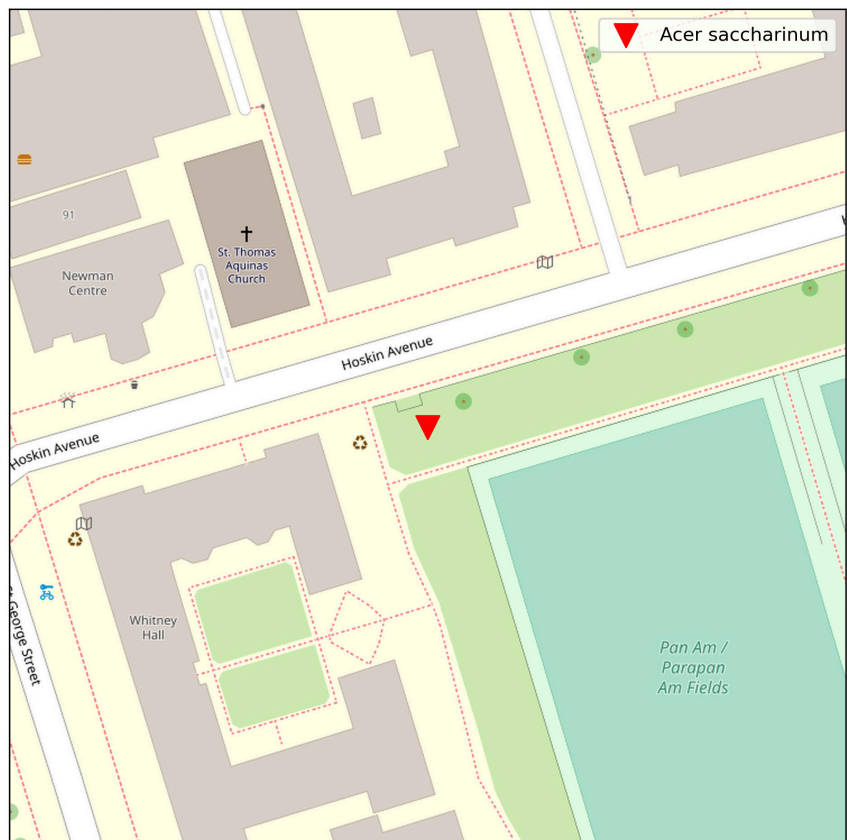 Acer saccharinum
91
St. Thomas
Aquinas
Church
Newman
Centre
Hoskin Avenue
Hoskin Avenue
Whitney
Hall
St. George Street
Pan Am /
Parapan
Am Fields